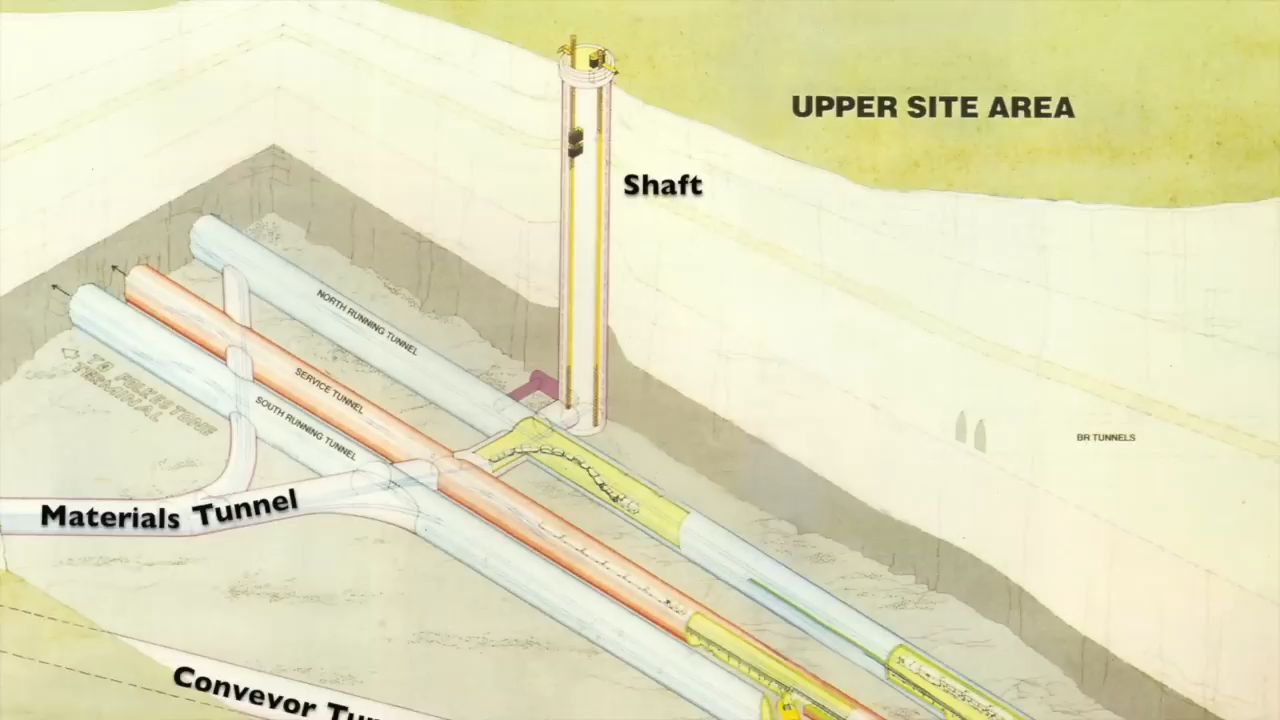 UPPER SITE AREA
Shaft
NORTH RUNNING TUNNEL
SERVICE TUNNEL
SOUTH RUNNING TUNNEL
TO FOLKESTONE
TERMINAL
BR TUNNELS
Materials Tunnel
Conveyor